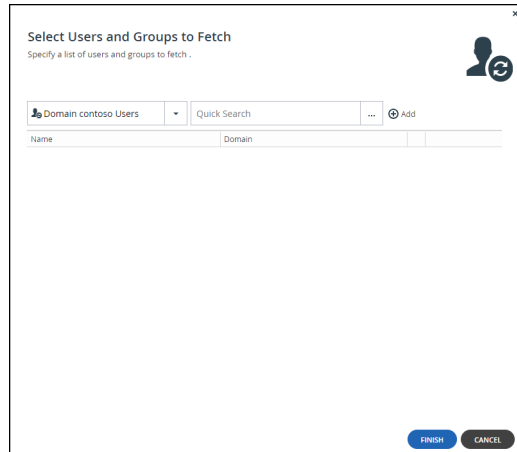 ×
Select Users and Groups to Fetch
Specify a list of users and groups to fetch .
Domain contoso Users Quick Search ... Add
Name Domain
FINISH CANCEL